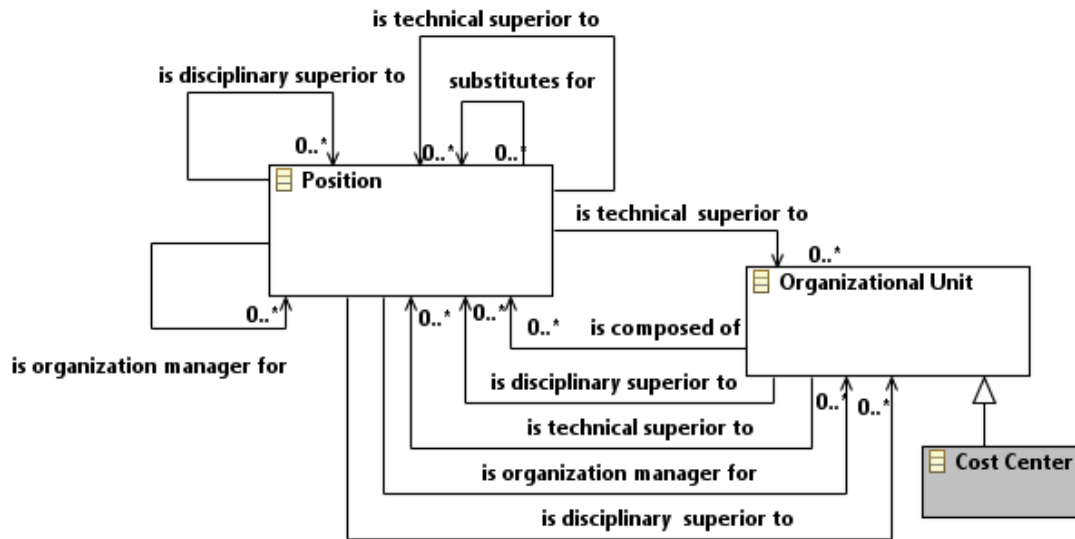 is technical superior to
is disciplinary superior to
substitutes for
0..*
0..*
0..*
Position
is technical  superior to
0..*
Organizational Unit
0..*
0..*
0..*
0..*
is composed of
is organization manager for
is disciplinary superior to
0..*
0..*
is technical superior to
Cost Center
is organization manager for
is disciplinary  superior to